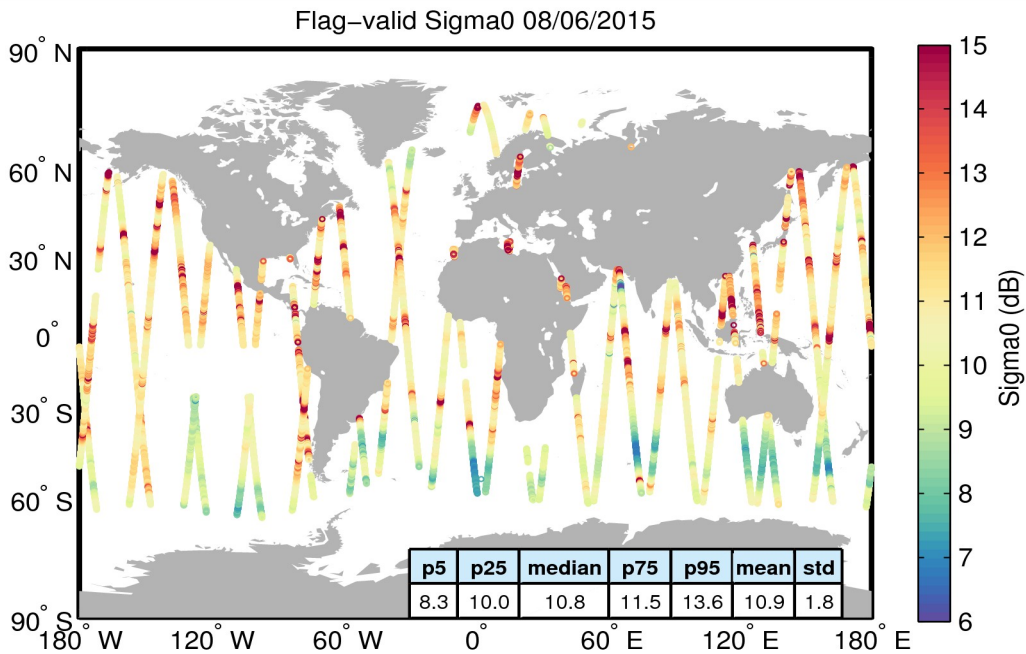 Flag−valid Sigma0 08/06/2015
90° N
60° N
30° N
0°
30° S
60° S
90° S
180° W
120° W
60° W
0°
60° E
120° E
180° E
15
14
13
12
11
10
9
8
7
6
Sigma0 (dB)
p5 p25 median p75 p95 mean std
8.3 10.0 10.8 11.5 13.6 10.9 1.8